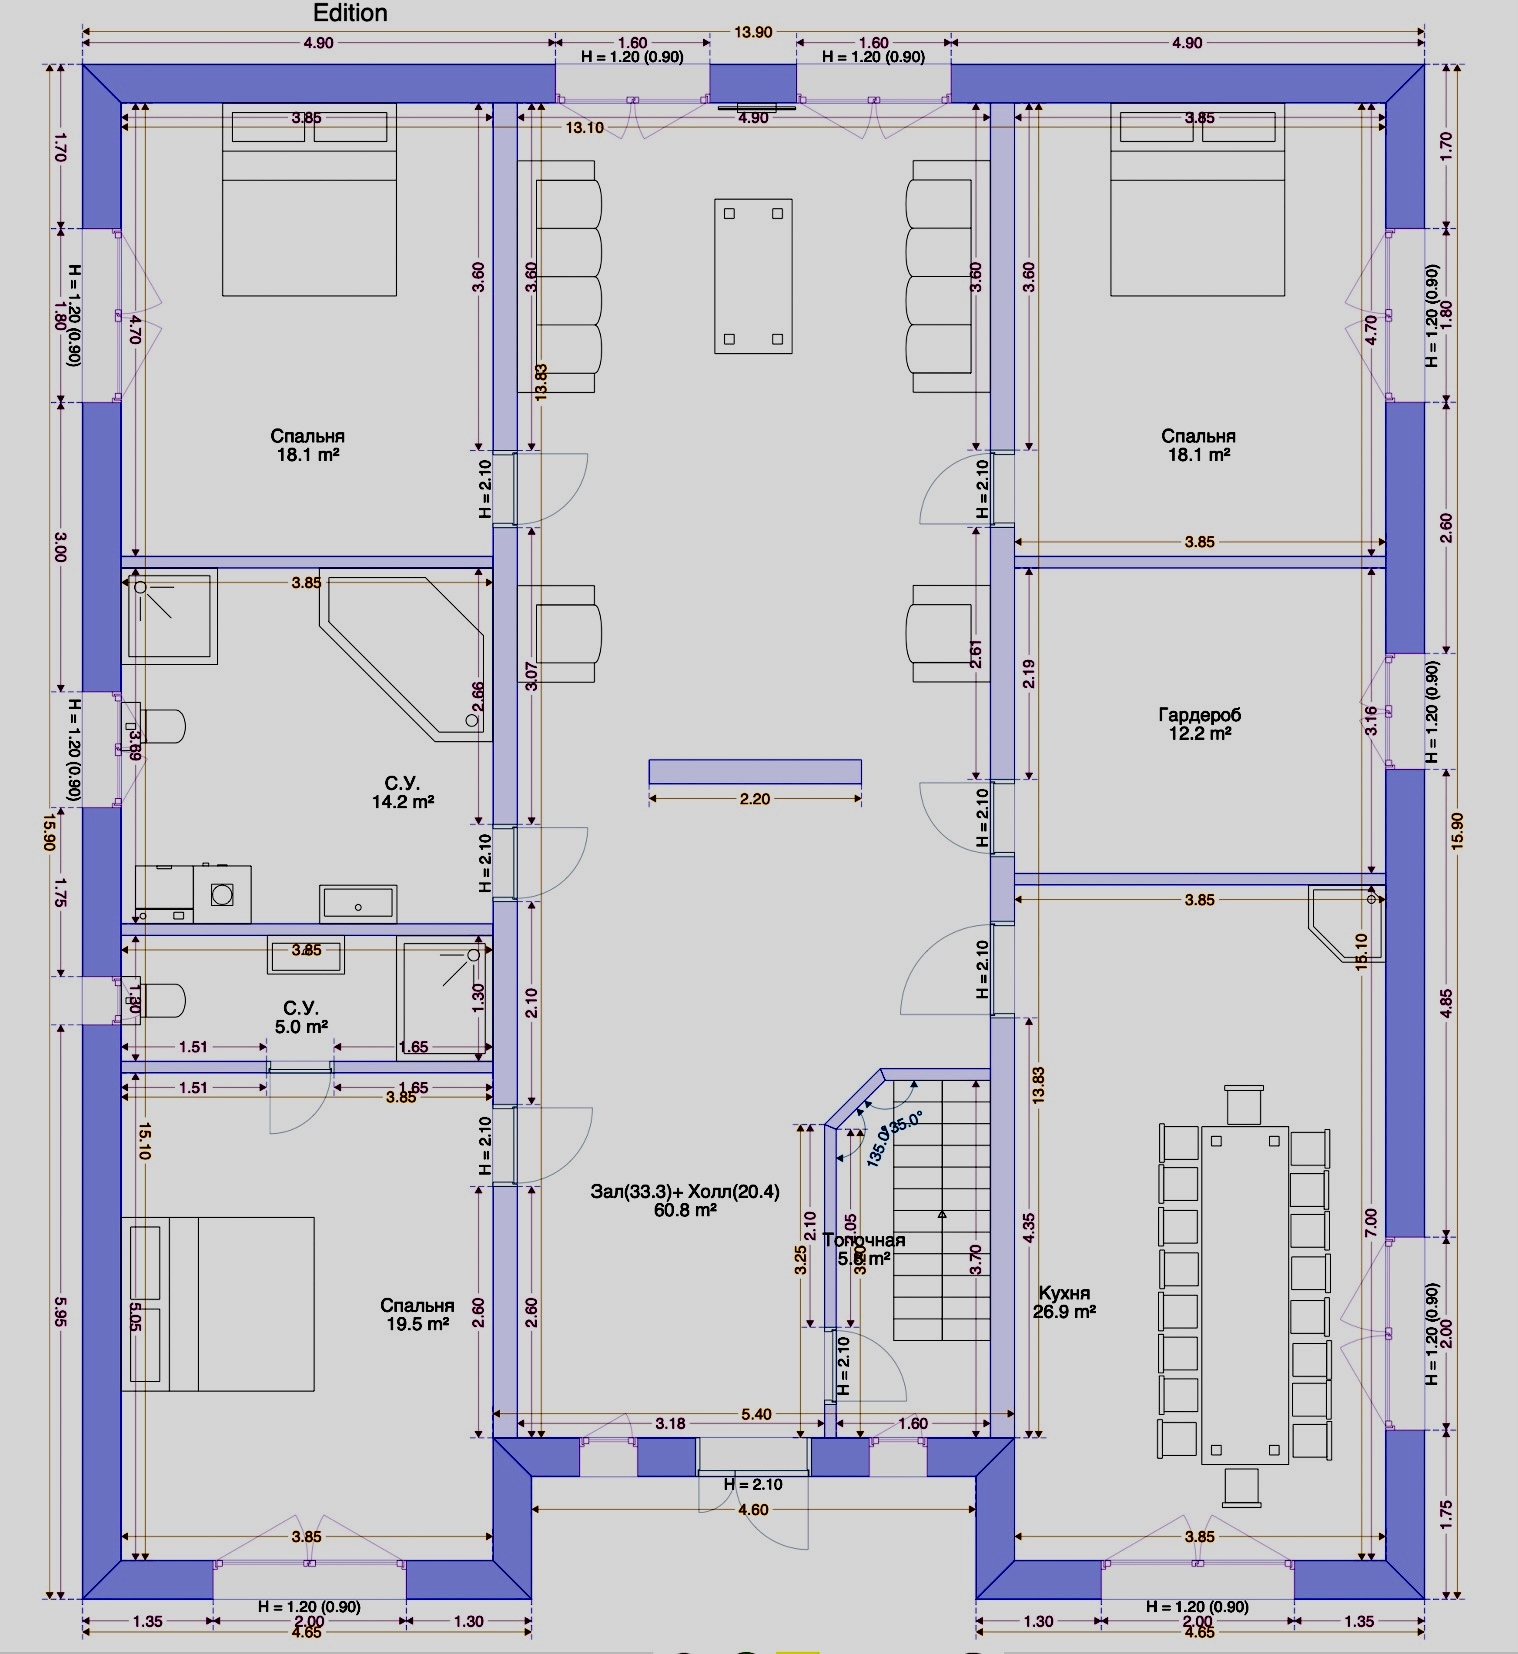 Edition
13.90
4.90
1.60
1.60
4.90
H = 1.20 (0.90)
H = 1.20 (0.90)
3.85
4.90
3.85
13.10
1.70
1.70
3.60
3.60
3.60
3.60
H = 1.20 (0.90)
1.80
4.70
4.70
H = 1.20 (0.90)
1.80
13.83
Спальня
18.1 m²
Спальня
18.1 m²
H = 2.10
H = 2.10
3.00
3.85
2.60
3.85
2.66
3.07
2.61
2.19
H = 1.20 (0.90)
3.69
Гардероб
12.2 m²
3.16
H = 1.20 (0.90)
С.У.
14.2 m²
2.20
15.90
15.90
H = 2.10
H = 2.10
1.75
3.85
3.85
15.10
H = 2.10
1.30
1.30
2.10
4.85
С.У.
5.0 m²
1.51
1.65
1.51
1.65
3.85
13.83
15.10
H = 2.10
135.0°
35.0°
Зал(33.3)+ Холл(20.4)
60.8 m²
2.10
2.05
3.25
Топочная
3.70
4.35
7.00
5.95
5.05
Спальня
19.5 m²
2.60
2.60
Кухня
26.9 m²
H = 1.20 (0.90)
2.00
H = 2.10
5.40
3.18
1.60
H = 2.10
4.60
1.75
3.85
3.85
H = 1.20 (0.90)
H = 1.20 (0.90)
1.35
2.00
1.30
1.30
2.00
1.35
4.65
4.65